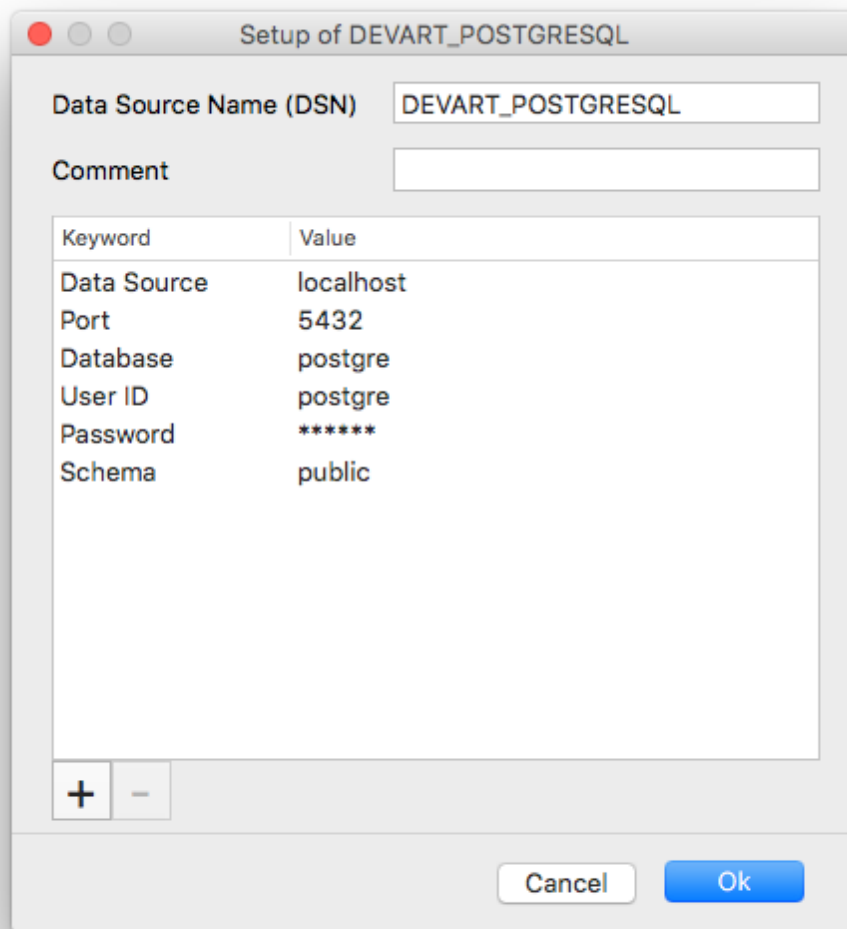 Setup of DEVART_POSTGRESQL
Data Source Name (DSN) DEVART_POSTGRESQL
Comment
Keyword Value
Data Source localhost
Port 5432
Database postgre
User ID postgre
Password ******
Schema public
+ -
Cancel Ok